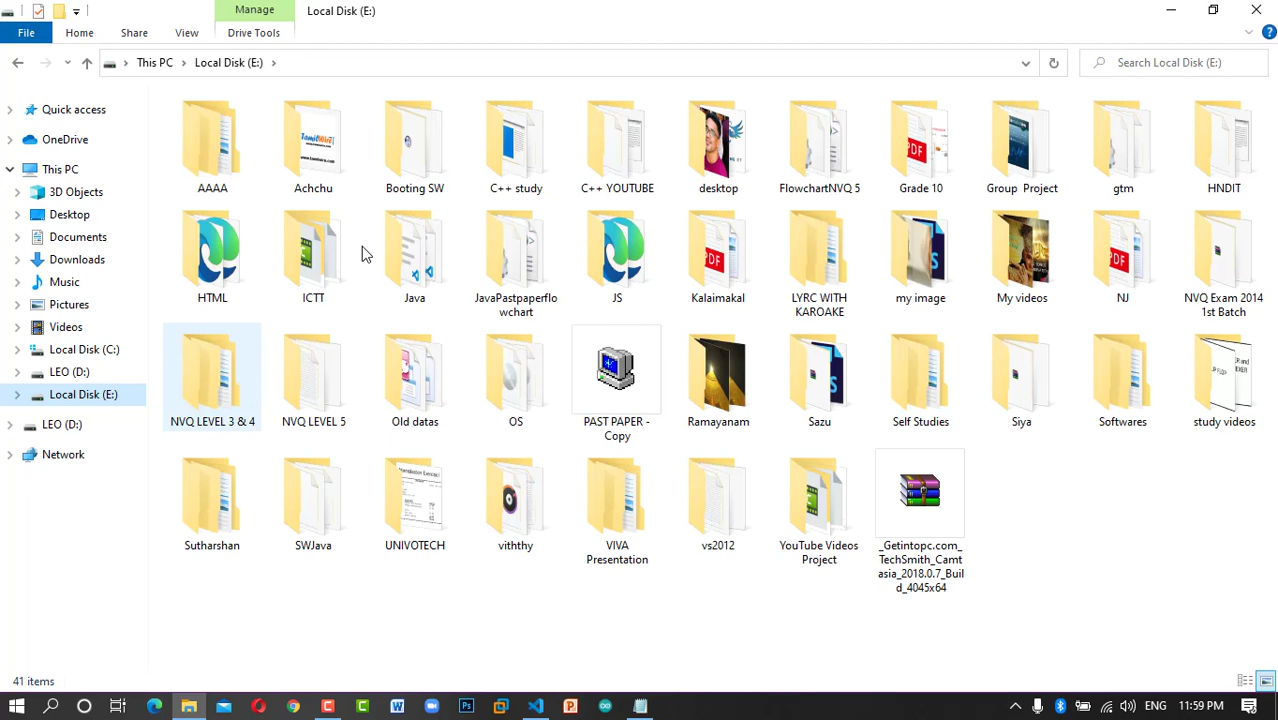 Manage
Local Disk (E:)
File
Home
Share
View
Drive Tools
This PC
Local Disk (E:)
Search Local Disk (E:)
Quick access
OneDrive
This PC
3D Objects
Desktop
Documents
Downloads
Music
Pictures
Videos
Local Disk (C:)
LEO (D:)
Local Disk (E:)
LEO (D:)
Network
AAAA
Achchu
Booting SW
C++ study
C++ YOUTUBE
desktop
FlowchartNVQ 5
Grade 10
Group Project
gtm
HNDIT
HTML
ICTT
Java
JavaPastpaperflo
wchart
JS
Kalaimakal
LYRC WITH
KAROAKE
my image
My videos
NJ
NVQ Exam 2014
1st Batch
NVQ LEVEL 3 & 4
NVQ LEVEL 5
Old datas
OS
PAST PAPER -
Copy
Ramayanam
Sazu
Self Studies
Siya
Softwares
study videos
Sutharshan
SWJava
UNIVOTECH
viththy
VIVA
Presentation
vs2012
YouTube Videos
Project
_Getintopc.com_
TechSmith_Camt
asia_2018.0.7_Buil
d_4045x64
41 items
ENG
11:59 PM